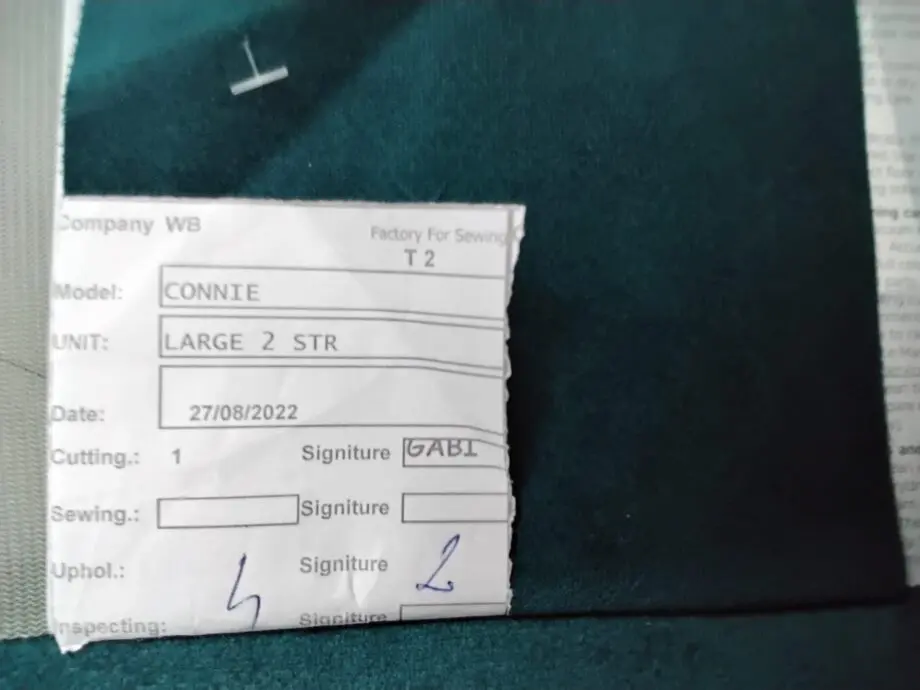 Company WB
Factory For Sewing
T 2
Model: CONNIE
UNIT: LARGE 2 STR
Date: 27/08/2022
Cutting.: 1 Signiture GABI
Sewing.: Signiture
Uphol.: Signiture 2
Inspecting: Signiture